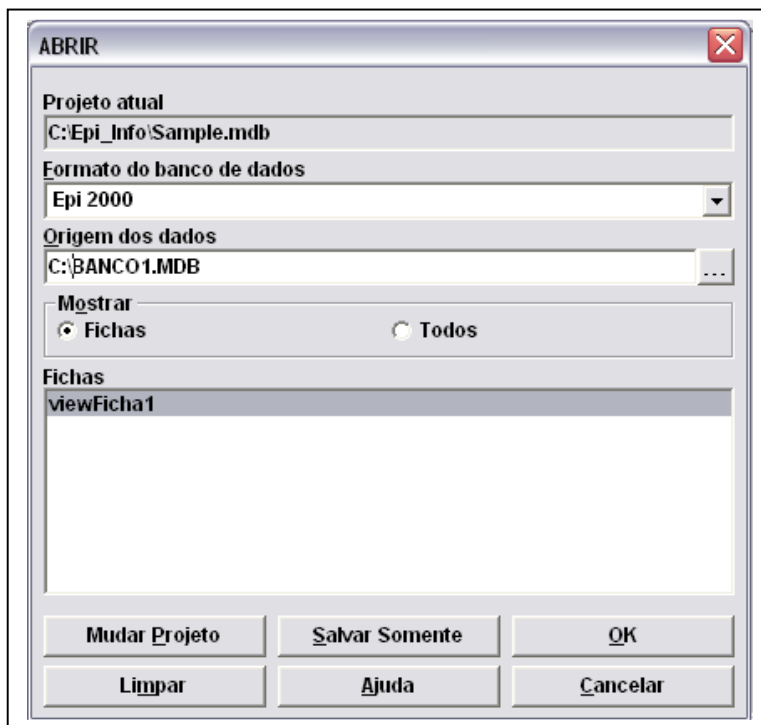 ABRIR
Projeto atual
C:\Epi_Info\Sample.mdb
Formato do banco de dados
Epi 2000
Origem dos dados
C:\BANCO1.MDB
...
Mostrar
Fichas Todos
Fichas
viewFicha1
Mudar Projeto Salvar Somente OK
Limpar Ajuda Cancelar